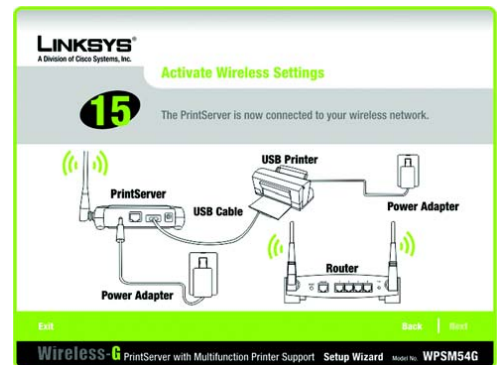 LINKSYS®
A Division of Cisco Systems, Inc.
Activate Wireless Settings
15
The PrintServer is now connected to your wireless network.
USB Printer
PrintServer
USB Cable
Power Adapter
Router
Power Adapter
Exit
Back
Next
Wireless-G PrintServer with Multifunction Printer Support Setup Wizard Model No. WPSM54G